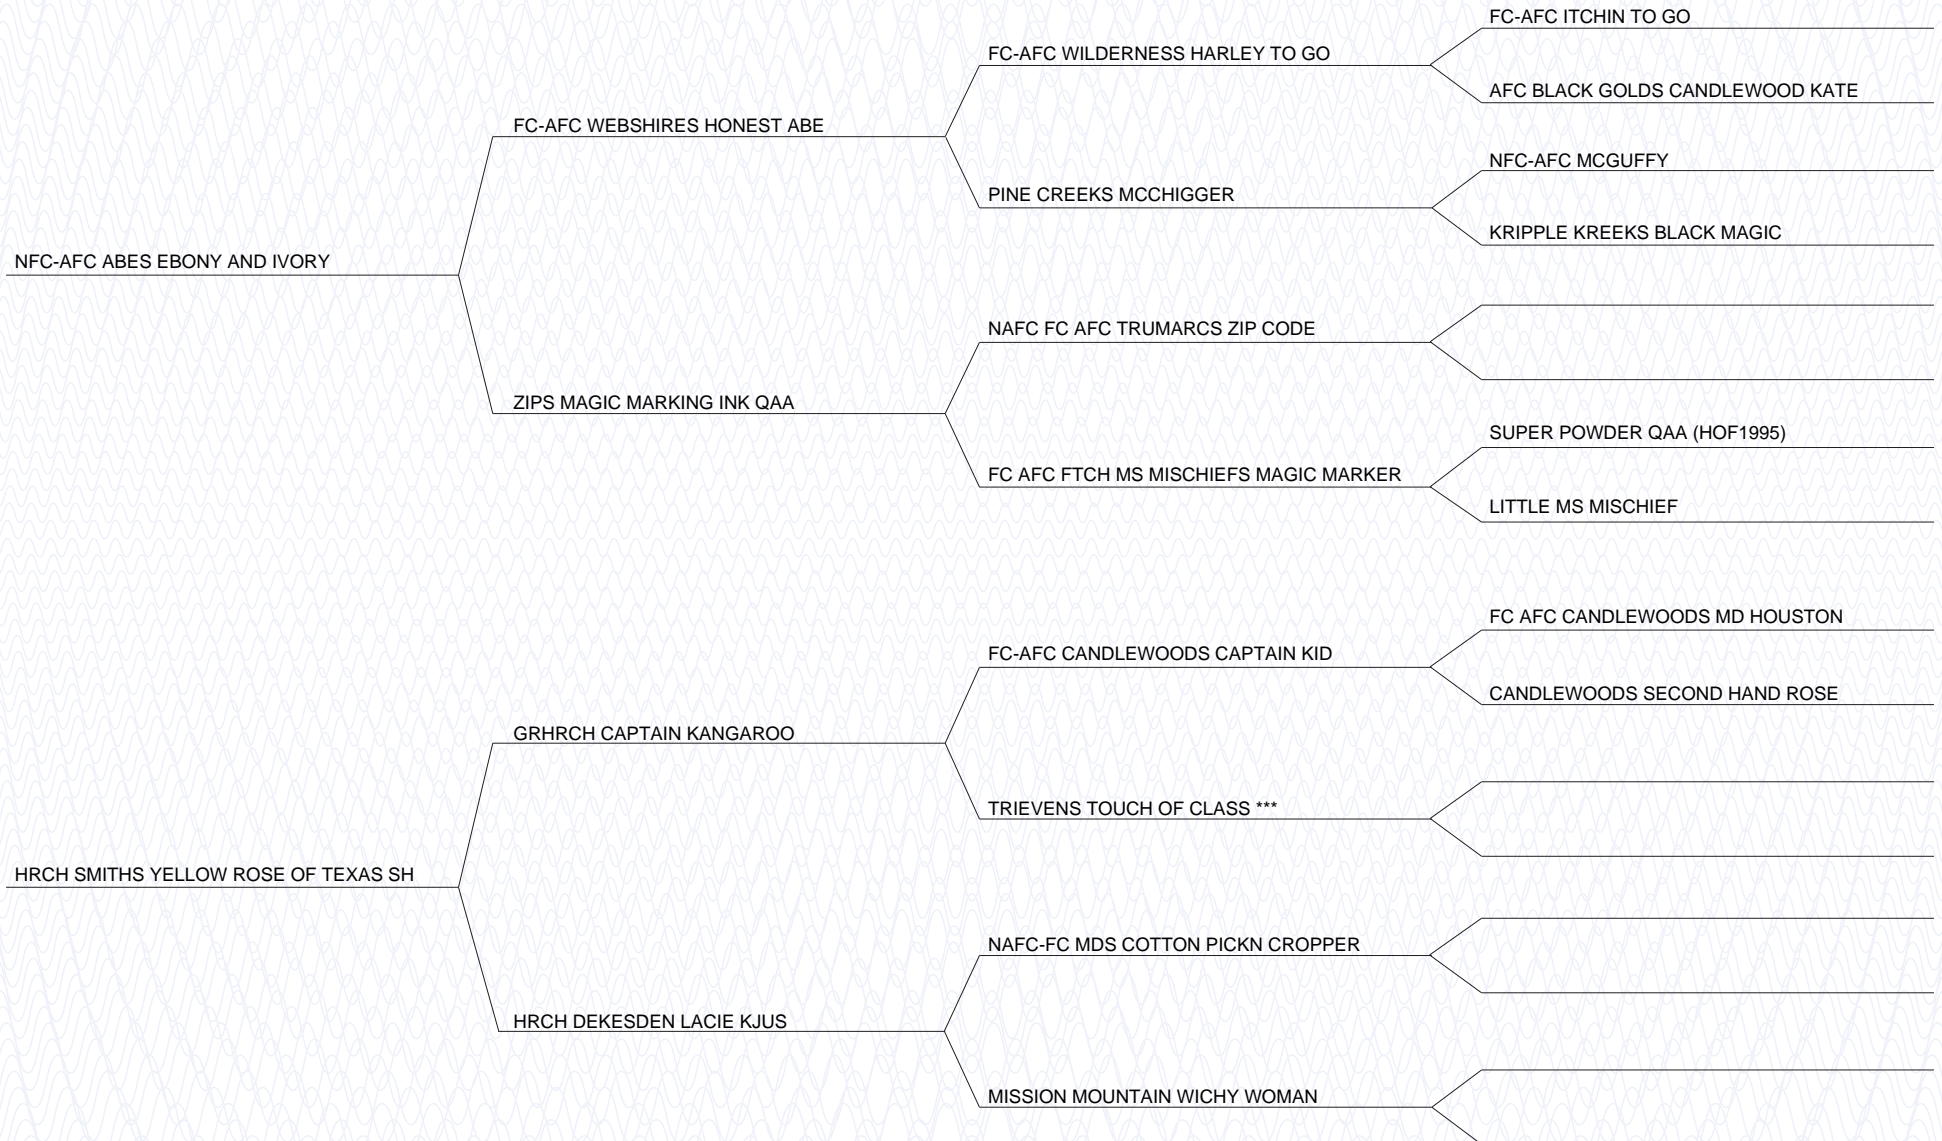 FC-AFC ITCHIN TO GO
FC-AFC WILDERNESS HARLEY TO GO
AFC BLACK GOLDS CANDLEWOOD KATE
FC-AFC WEBSHIRES HONEST ABE
NFC-AFC MCGUFFY
PINE CREEKS MCCHIGGER
KRIPPLE KREEKS BLACK MAGIC
NFC-AFC ABES EBONY AND IVORY
NAFC FC AFC TRUMARCS ZIP CODE
ZIPS MAGIC MARKING INK QAA
SUPER POWDER QAA (HOF1995)
FC AFC FTCH MS MISCHIEFS MAGIC MARKER
LITTLE MS MISCHIEF
FC AFC CANDLEWOODS MD HOUSTON
FC-AFC CANDLEWOODS CAPTAIN KID
CANDLEWOODS SECOND HAND ROSE
GRHRCH CAPTAIN KANGAROO
TRIEVENS TOUCH OF CLASS ***
HRCH SMITHS YELLOW ROSE OF TEXAS SH
NAFC-FC MDS COTTON PICKN CROPPER
HRCH DEKESDEN LACIE KJUS
MISSION MOUNTAIN WICHY WOMAN